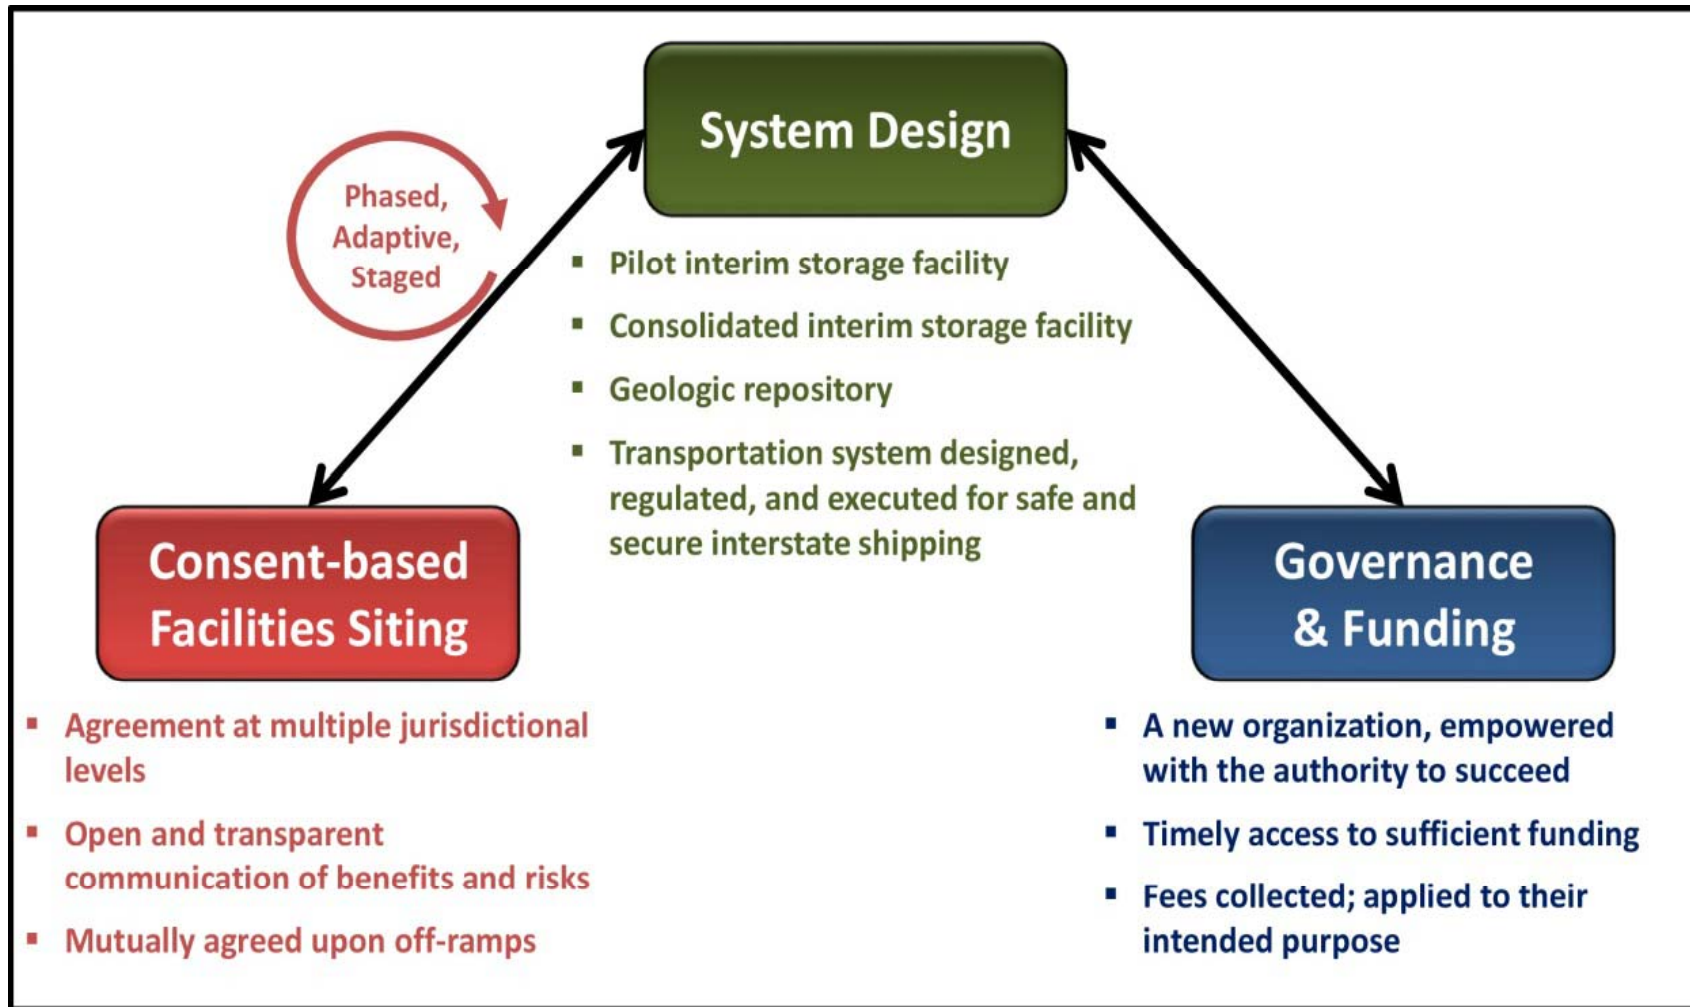 System Design
Phased,
Adaptive,
Staged
▪ Pilot interim storage facility
▪ Consolidated interim storage facility
▪ Geologic repository
▪ Transportation system designed,
regulated, and executed for safe and
secure interstate shipping
Consent-based
Facilities Siting
▪ Agreement at multiple jurisdictional
levels
▪ Open and transparent
communication of benefits and risks
▪ Mutually agreed upon off-ramps
Governance
& Funding
▪ A new organization, empowered
with the authority to succeed
▪ Timely access to sufficient funding
▪ Fees collected; applied to their
intended purpose